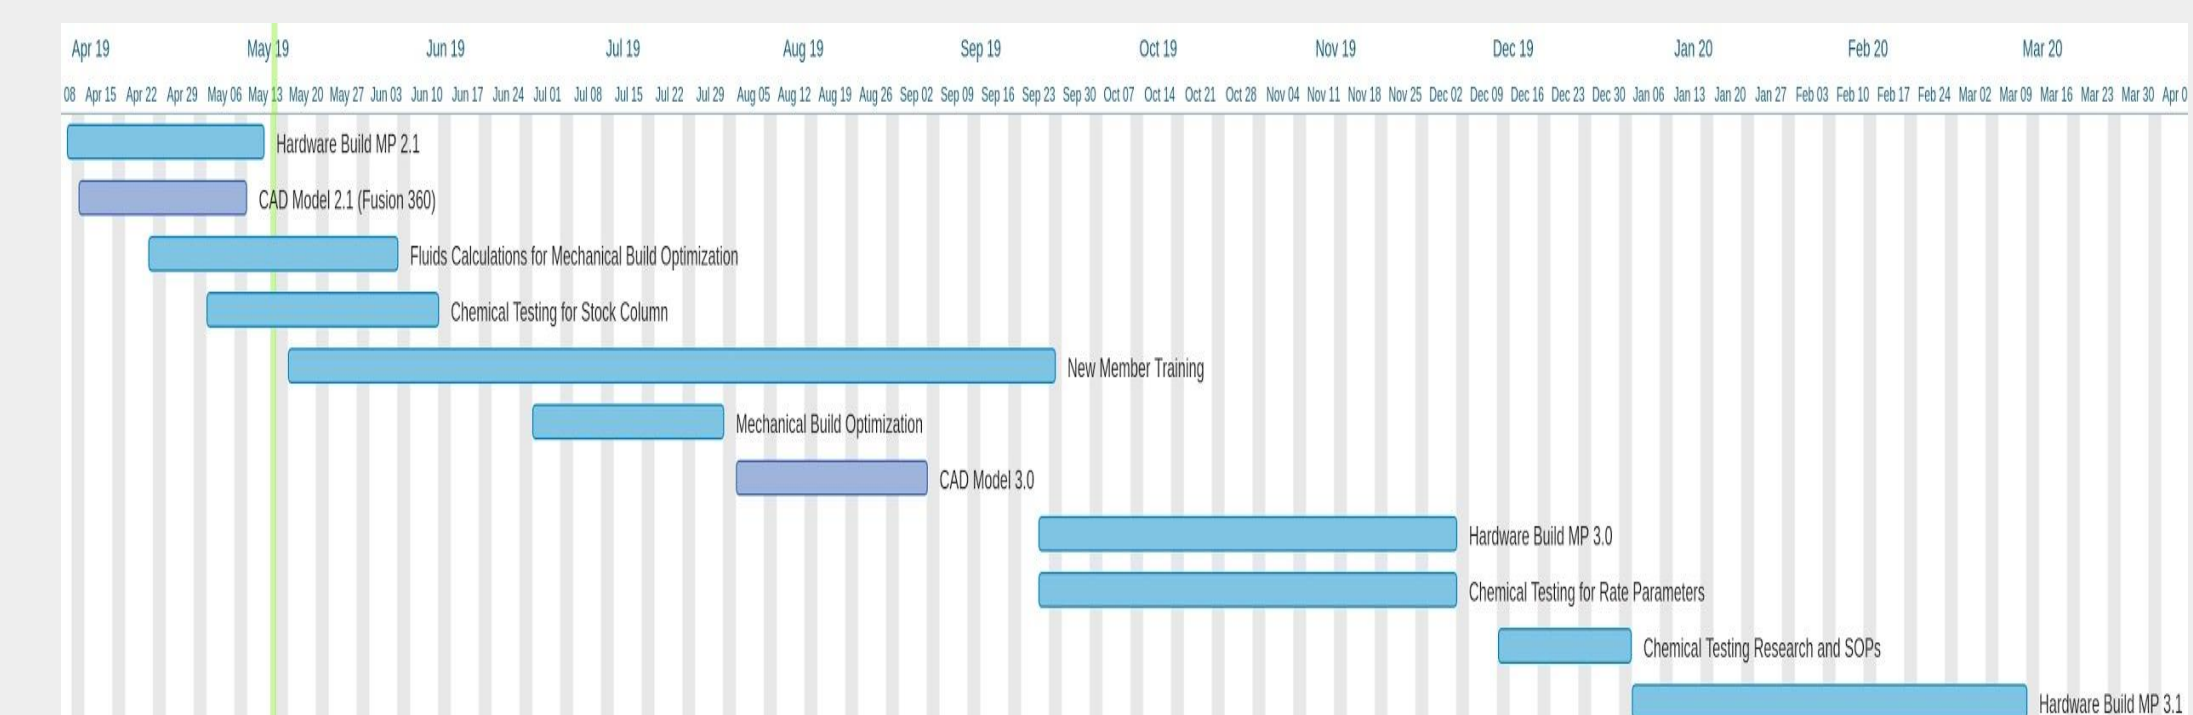 Apr 19 May 19 Jun 19 Jul 19 Aug 19 Sep 19 Oct 19 Nov 19 Dec 19 Jan 20 Feb 20 Mar 20
08 Apr 15 Apr 22 Apr 29 May 06 May 13 May 20 May 27 Jun 03 Jun 10 Jun 17 Jun 24 Jul 01 Jul 08 Jul 15 Jul 22 Jul 29 Aug 05 Aug 12 Aug 19 Aug 26 Sep 02 Sep 09 Sep 16 Sep 23 Sep 30 Oct 07 Oct 14 Oct 21 Oct 28 Nov 04 Nov 11 Nov 18 Nov 25 Dec 02 Dec 09 Dec 16 Dec 23 Dec 30 Jan 06 Jan 13 Jan 20 Jan 27 Feb 03 Feb 10 Feb 17 Feb 24 Mar 02 Mar 09 Mar 16 Mar 23 Mar 30 Apr 0
Hardware Build MP 2.1
CAD Model 2.1 (Fusion 360)
Fluids Calculations for Mechanical Build Optimization
Chemical Testing for Stock Column
New Member Training
Mechanical Build Optimization
CAD Model 3.0
Hardware Build MP 3.0
Chemical Testing for Rate Parameters
Chemical Testing Research and SOPs
Hardware Build MP 3.1